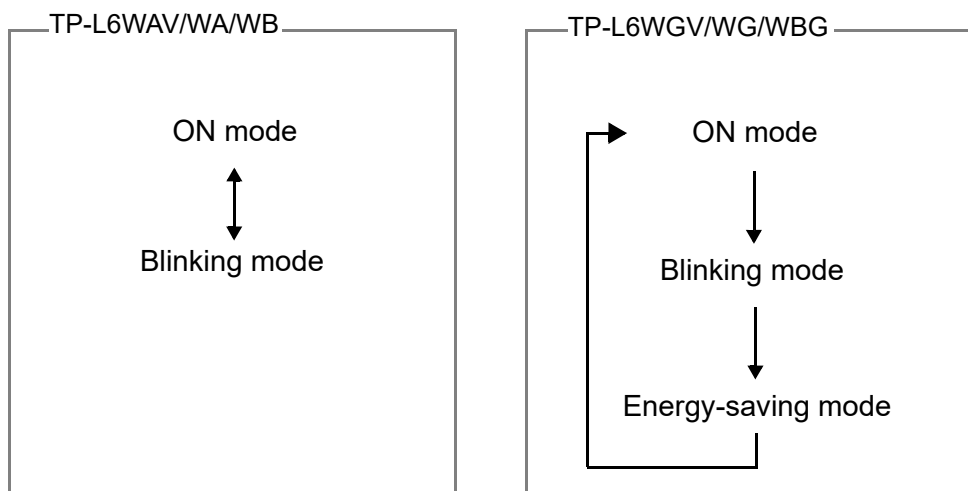 TP-L6WAV/WA/WB
ON mode
Blinking mode
TP-L6WGV/WG/WBG
ON mode
Blinking mode
Energy-saving mode